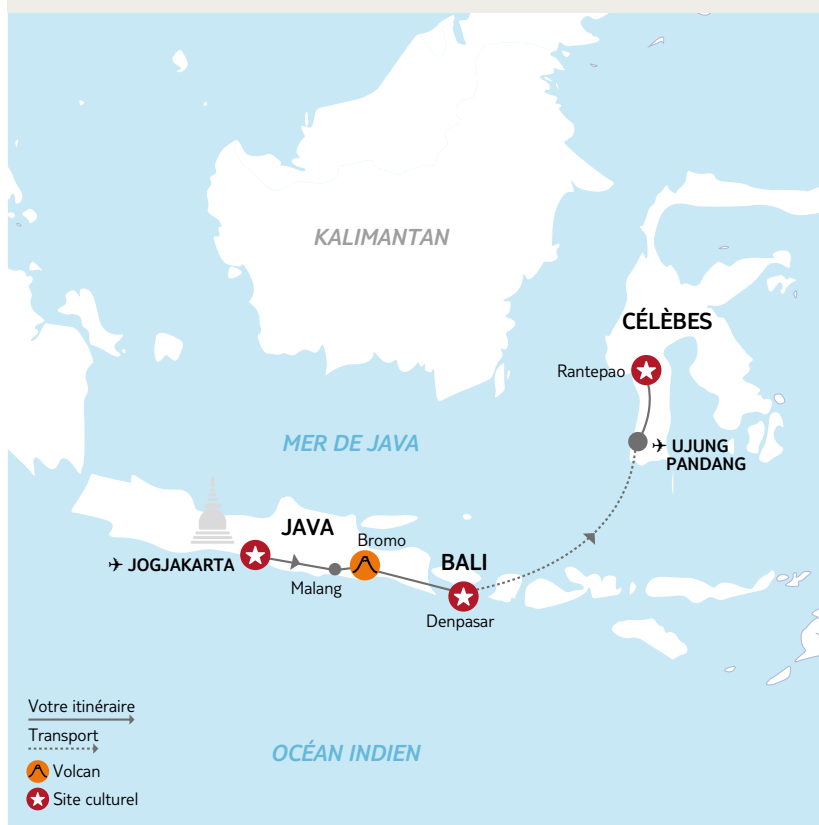 KALIMANTAN
CÉLÈBES
Rantepao
MER DE JAVA
UJUNG
PANDANG
JAVA
Bromo
BALI
JOGJAKARTA
Malang
Denpasar
Votre itinéraire
Transport
OCÉAN INDIEN
Volcan
Site culturel